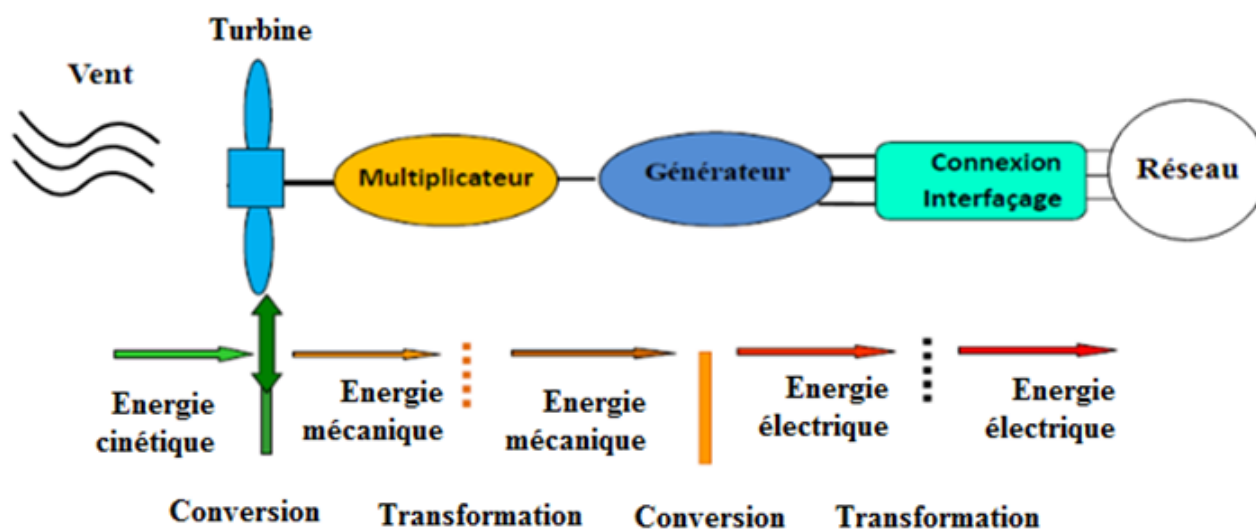 Turbine
Vent
Multiplicateur
Générateur
Connexion
Interfaçage
Réseau
Energie
cinétique
Energie
mécanique
Energie
mécanique
Energie
électrique
Energie
électrique
Conversion
Transformation
Conversion
Transformation